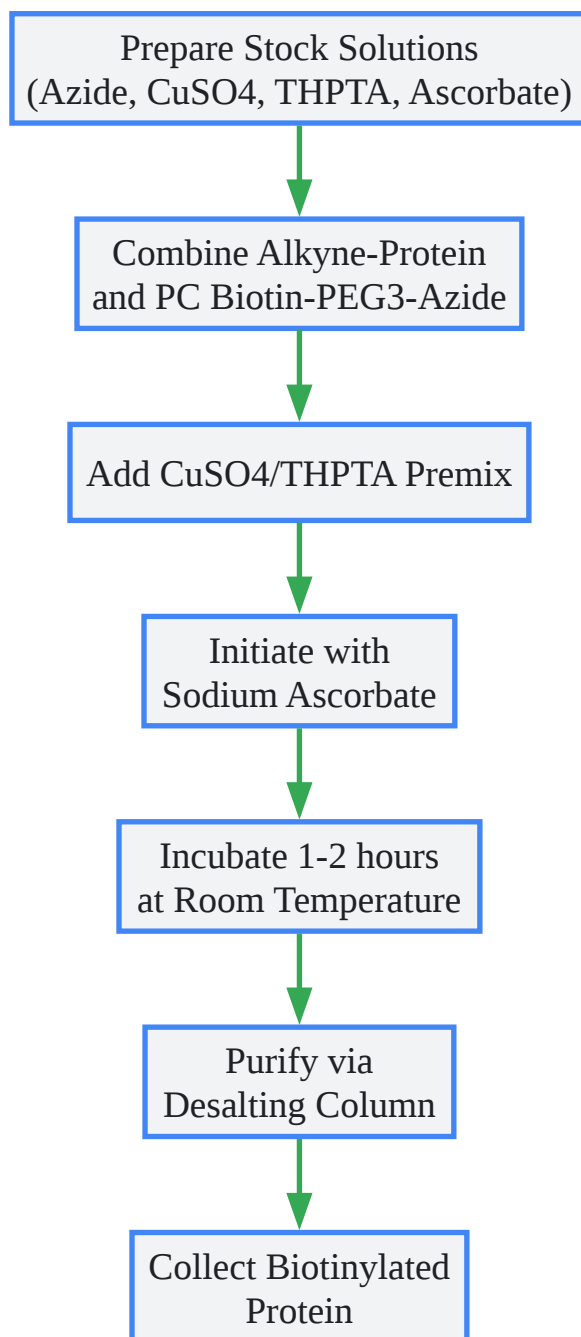 Prepare Stock Solutions
(Azide, CuSO4, THPTA, Ascorbate)
Combine Alkyne-Protein
and PC Biotin-PEG3-Azide
Add CuSO4/THPTA Premix
Initiate with
Sodium Ascorbate
Incubate 1-2 hours
at Room Temperature
Purify via
Desalting Column
Collect Biotinylated
Protein